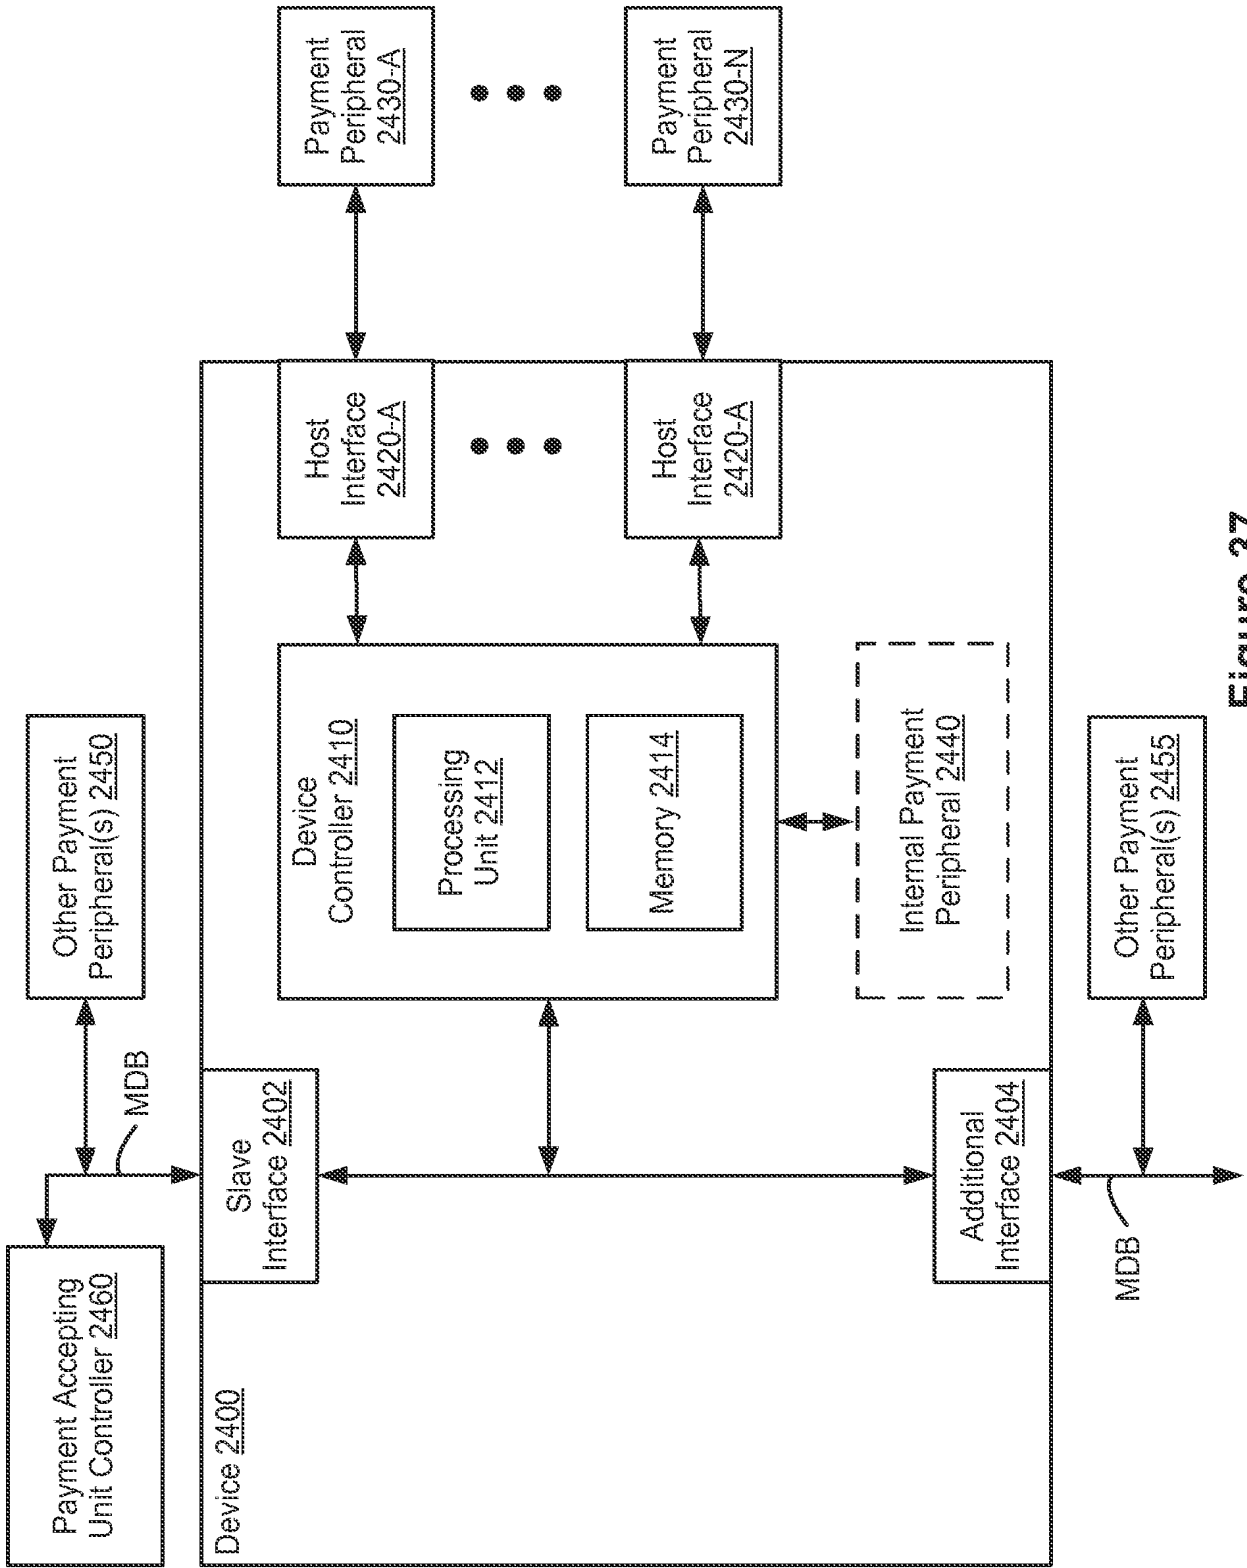 Payment Accepting
Unit Controller 2460
MDB
Other Payment
Peripheral(s) 2450
Device 2400
Slave
Interface 2402
Device
Controller 2410
Processing
Unit 2412
Memory 2414
Host
Interface
2420-A
Payment
Peripheral
2430-A
Host
Interface
2420-A
Payment
Peripheral
2430-N
Internal Payment
Peripheral 2440
Additional
Interface 2404
MDB
Other Payment
Peripheral(s) 2455
Figure 27